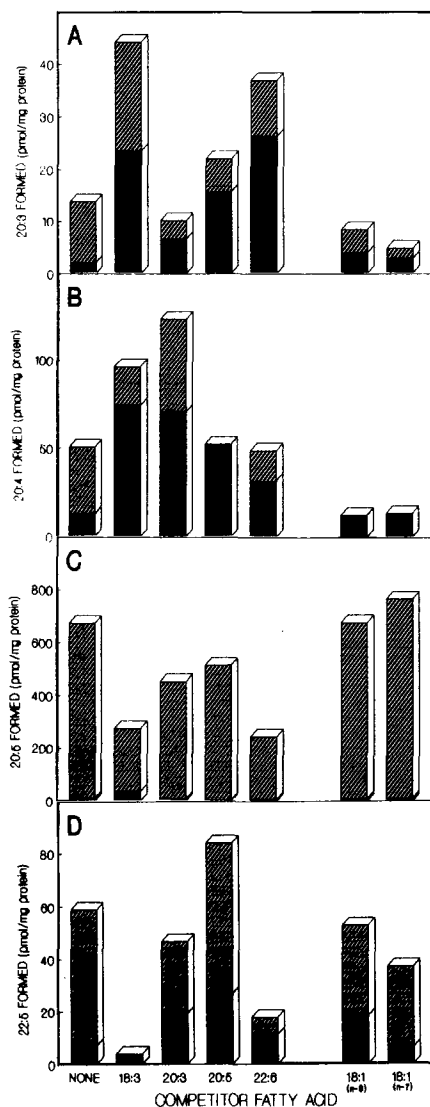 A
20:3 FORMED (pmol/mg protein)
40
30
20
10
0
B
20:4 FORMED (pmol/mg protein)
100
50
0
C
20:5 FORMED (pmol/mg protein)
800
600
400
200
0
D
22:5 FORMED (pmol/mg protein)
80
60
40
20
0
NONE 18:3 20:3 20:5 22:6 18:1 18:1
(n-9) (n-7)
COMPETITOR FATTY ACID